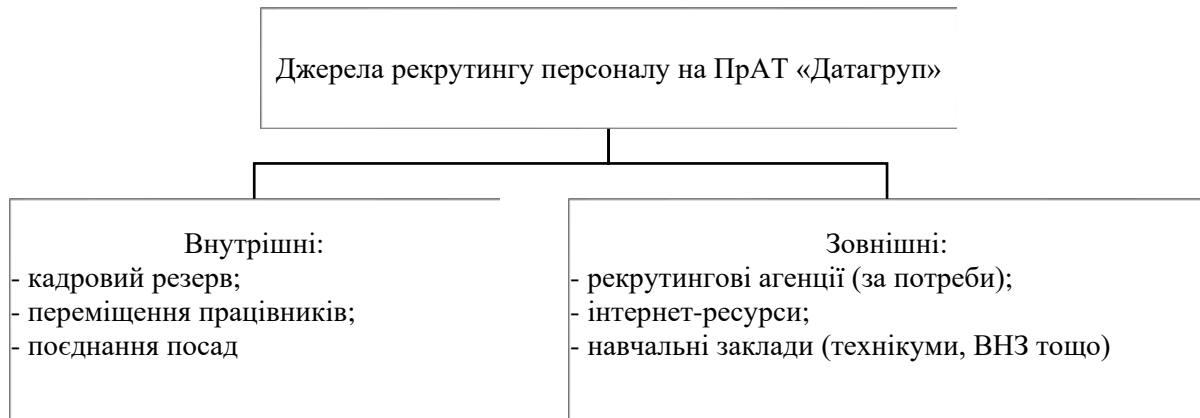 Джерела рекрутингу персоналу на ПрАТ «Датагруп»
Внутрішні:
- кадровий резерв;
- переміщення працівників;
- поєднання посад
Зовнішні:
- рекрутингові агенції (за потреби);
- інтернет-ресурси;
- навчальні заклади (технікуми, ВНЗ тощо)